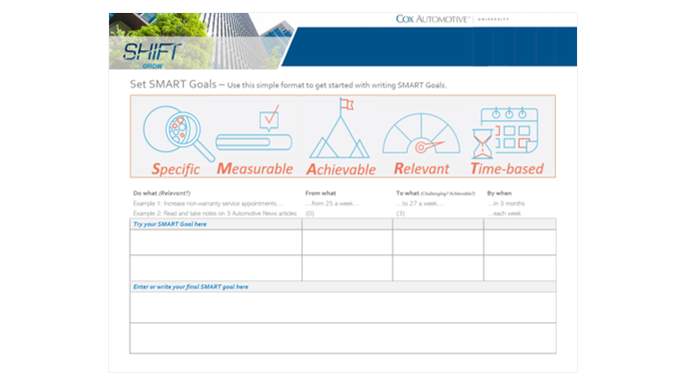 COX AUTOMOTIVE UNIVERSITY
SHIFT
GROW
Set SMART Goals – Use this simple format to get started with writing SMART Goals.
Specific Measurable Achievable Relevant Time-based
Do what (Relevant?) From what To what (Challenging? Achievable?) By when
Example 1: Increase non-warranty service appointments… …from 25 a week… …to 27 a week… …in 3 months
Example 2: Read and take notes on 3 Automotive News articles (0) (3) …each week
Try your SMART Goal here
Enter or write your final SMART goal here